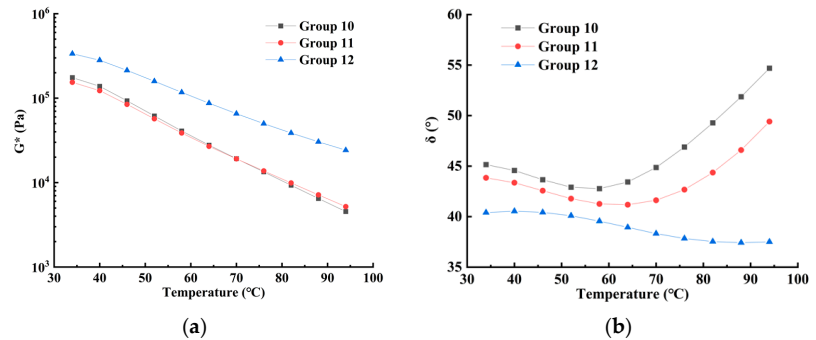 Group 10
Group 11
Group 12
10⁶
10⁵
10⁴
10³
G* (Pa)
30 40 50 60 70 80 90 100
Temperature (℃)
(a)
Group 10
Group 11
Group 12
60
55
50
45
40
35
δ (°)
30 40 50 60 70 80 90 100
Temperature (℃)
(b)